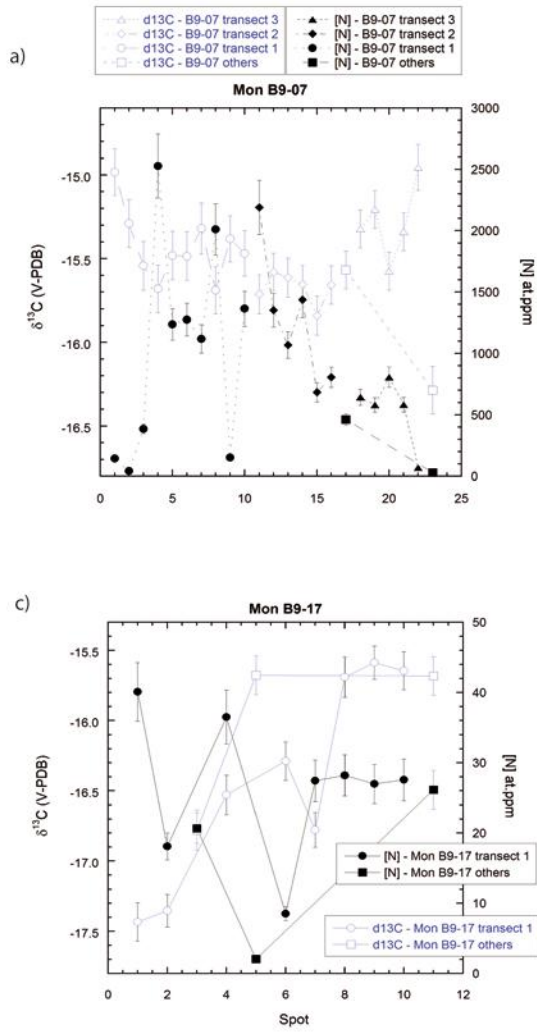 d13C - B9-07 transect 3
d13C - B9-07 transect 2
d13C - B9-07 transect 1
d13C - B9-07 others
[N] - B9-07 transect 3
[N] - B9-07 transect 2
[N] - B9-07 transect 1
[N] - B9-07 others
a)
Mon B9-07
-15.0
-15.5
-16.0
-16.5
δ13C (V-PDB)
3000
2500
2000
1500
1000
500
0
[N] at.ppm
0 5 10 15 20 25
c)
Mon B9-17
-15.5
-16.0
-16.5
-17.0
-17.5
δ13C (V-PDB)
50
40
30
20
10
0
[N] at.ppm
[N] - Mon B9-17 transect 1
[N] - Mon B9-17 others
d13C - Mon B9-17 transect 1
d13C - Mon B9-17 others
0 2 4 6 8 10 12
Spot